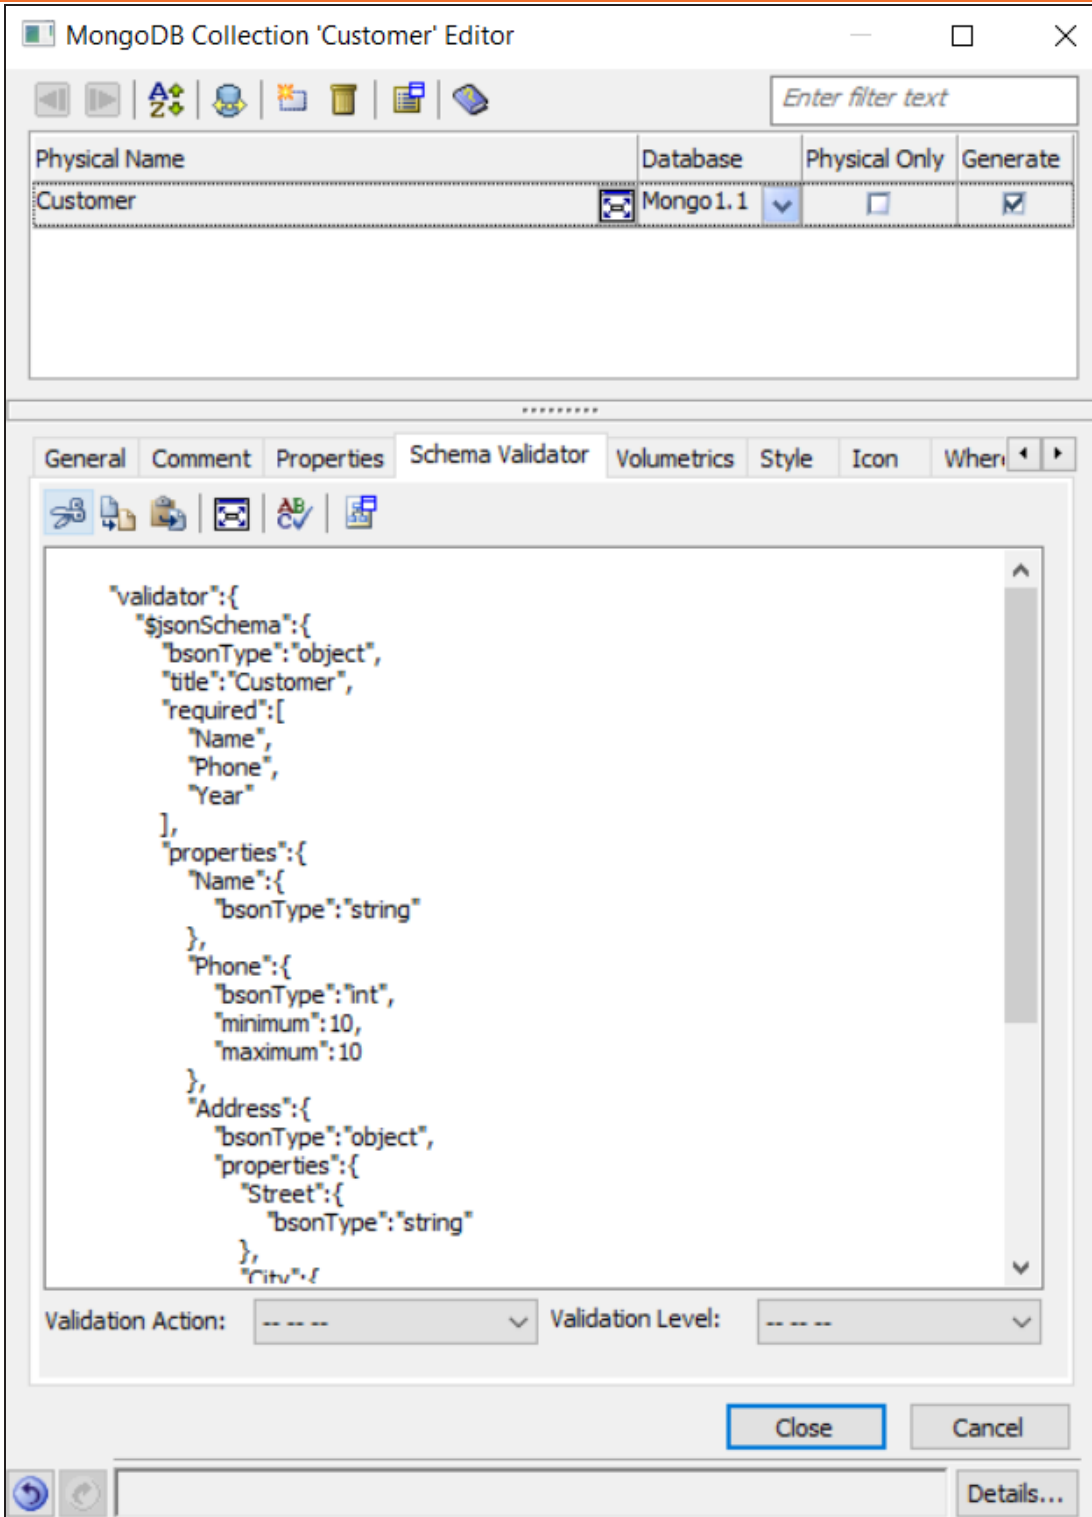 MongoDB Collection 'Customer' Editor
Enter filter text
Physical Name Database Physical Only Generate
Customer Mongo1.1
General Comment Properties Schema Validator Volumetrics Style Icon
"validator":{
"$jsonSchema":{
"bsonType":"object",
"title":"Customer",
"required":[
"Name",
"Phone",
"Year"
],
"properties":{
"Name":{
"bsonType":"string"
},
"Phone":{
"bsonType":"int",
"minimum":10,
"maximum":10
},
"Address":{
"bsonType":"object",
"properties":{
"Street":{
"bsonType":"string"
},
"City":{
Validation Action: -- -- -- Validation Level: -- -- --
Close Cancel
Details...